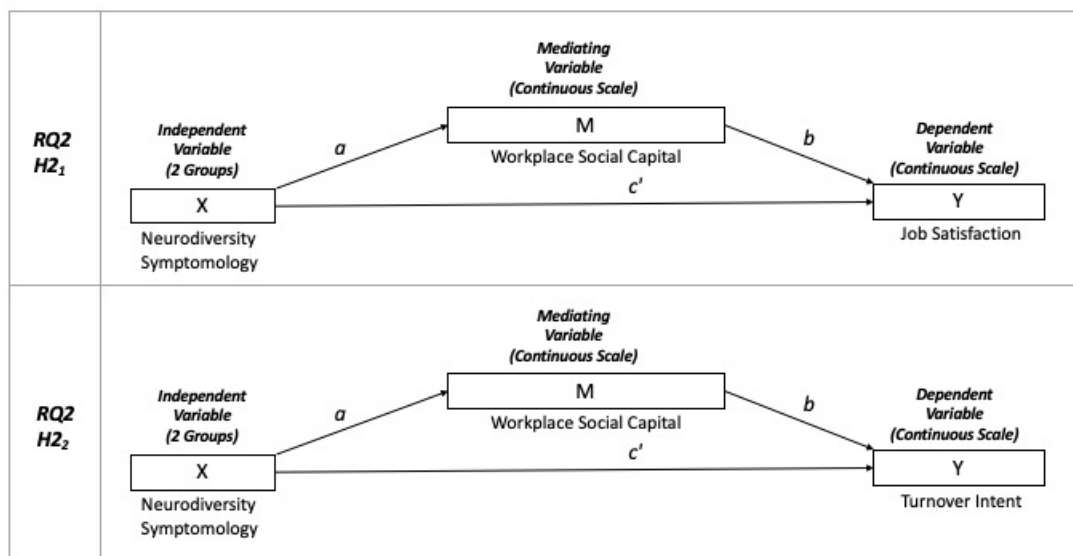 RQ2
H2₁
Mediating
Variable
(Continuous Scale)
Independent
Variable
(2 Groups)
a
M
Workplace Social Capital
b
Dependent
Variable
(Continuous Scale)
X
c'
Y
Neurodiversity
Symptomology
Job Satisfaction
RQ2
H2₂
Mediating
Variable
(Continuous Scale)
Independent
Variable
(2 Groups)
a
M
Workplace Social Capital
b
Dependent
Variable
(Continuous Scale)
X
c'
Y
Neurodiversity
Symptomology
Turnover Intent